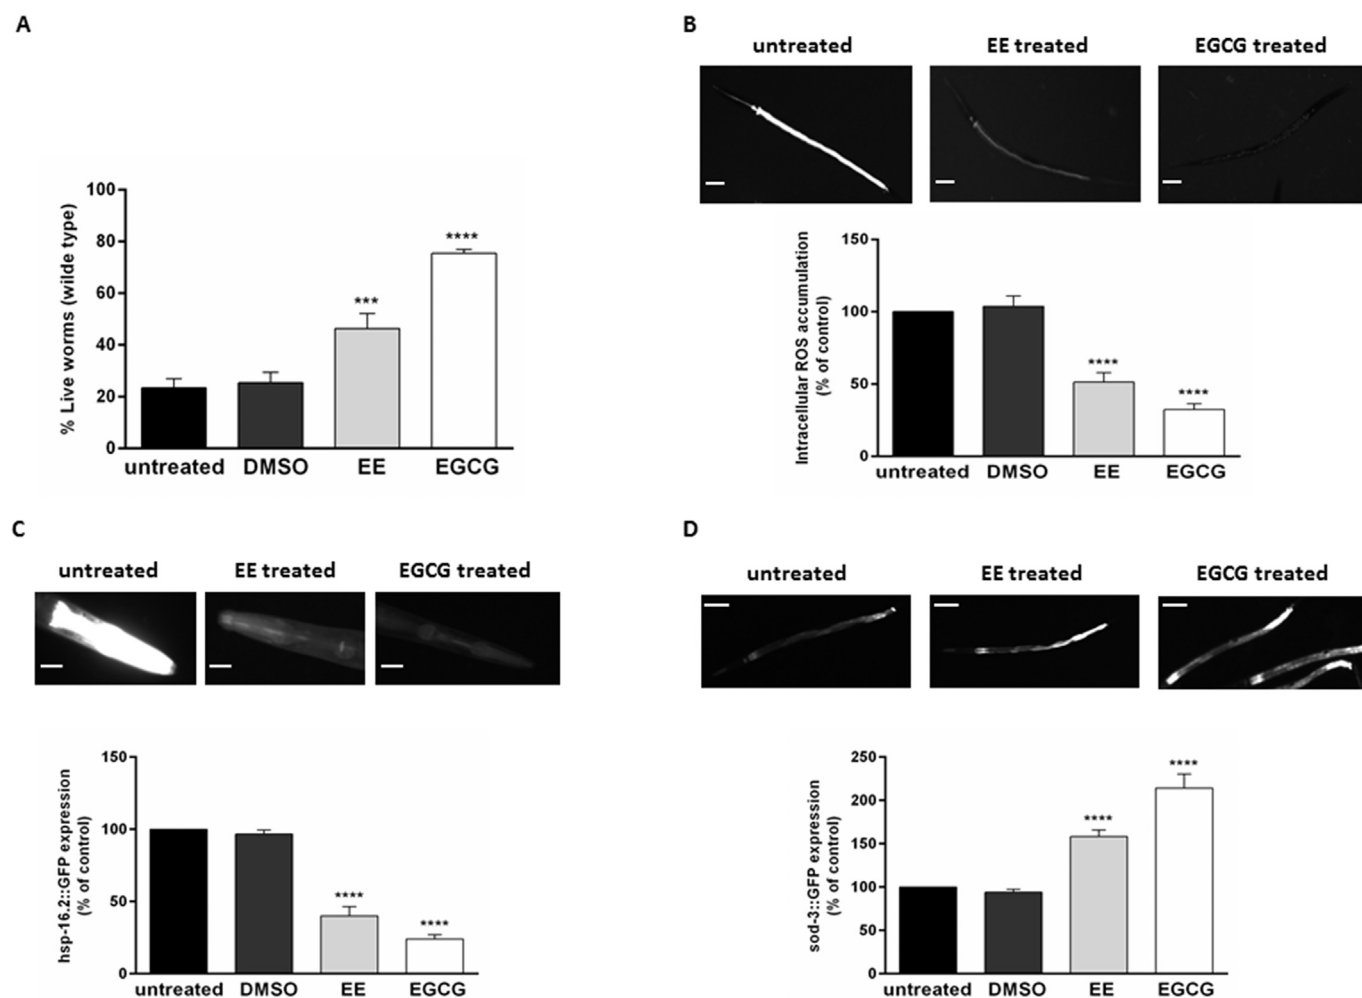 A
% Live worms (wilde type)
100
80
60
40
20
0
***
****
untreated DMSO EE EGCG
B
untreated EE treated EGCG treated
Intracellular ROS accumulation
(% of control)
150
100
50
0
****
****
untreated DMSO EE EGCG
C
untreated EE treated EGCG treated
hsp-16.2::GFP expression
(% of control)
150
100
50
0
****
****
untreated DMSO EE EGCG
D
untreated EE treated EGCG treated
sod-3::GFP expression
(% of control)
250
200
150
100
50
0
****
****
untreated DMSO EE EGCG